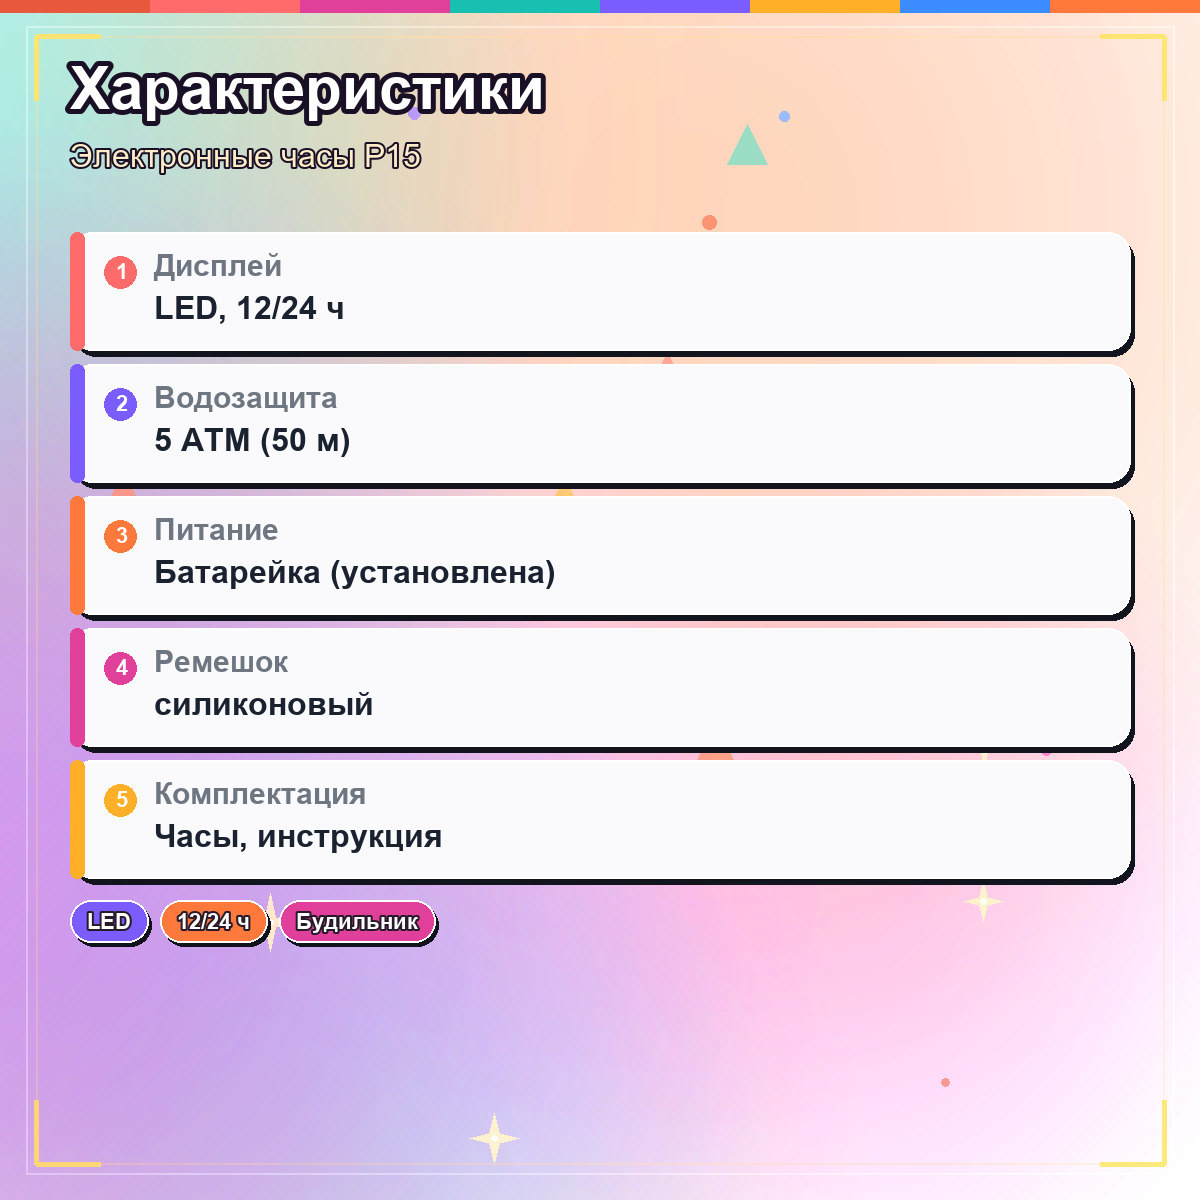 Характеристики
Электронные часы P15
1 Дисплей
LED, 12/24 ч
2 Водозащита
5 ATM (50 м)
3 Питание
Батарейка (установлена)
4 Ремешок
силиконовый
5 Комплектация
Часы, инструкция
LED 12/24 ч Будильник